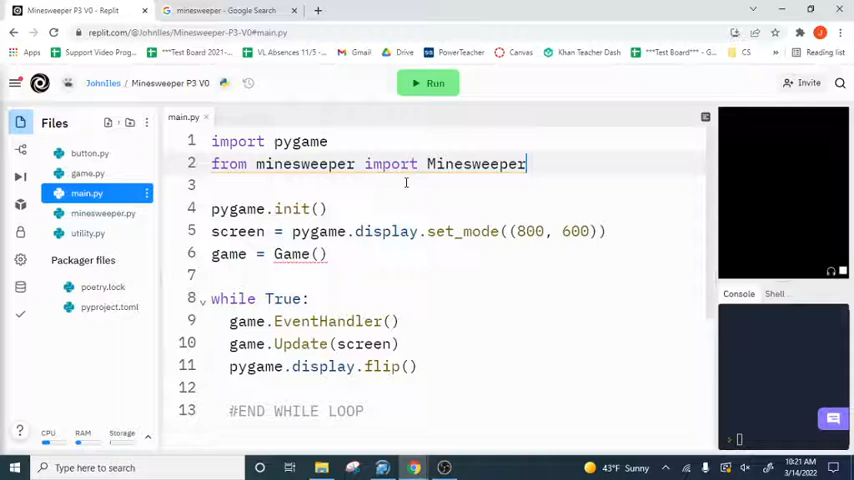 Minesweeper P3 V0 - Replit
minesweeper - Google Search
replit.com/@JohnIles/Minesweeper-P3-V0#main.py
Apps
Support Video Prog...
***Test Board 2021-...
VL Absences 11/5 -...
Gmail
Drive
PowerTeacher
Canvas
Khan Teacher Dash
***Test Board ***...
CS
Reading list
JohnIles / Minesweeper P3 V0
Run
Invite
Files
main.py
button.py
game.py
main.py
minesweeper.py
utility.py
Packager files
poetry.lock
pyproject.toml
CPU
RAM
Storage
1 import pygame
2 from minesweeper import Minesweeper
3
4 pygame.init()
5 screen = pygame.display.set_mode((800, 600))
6 game = Game()
7
8 while True:
9 game.EventHandler()
10 game.Update(screen)
11 pygame.display.flip()
12
13 #END WHILE LOOP
Console
Shell
Type here to search
43°F Sunny
10:21 AM
3/14/2022